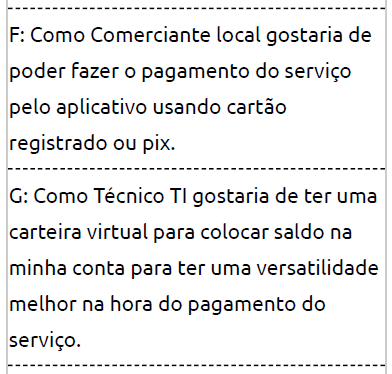 F: Como Comerciante local gostaria de
poder fazer o pagamento do serviço
pelo aplicativo usando cartão
registrado ou pix.
G: Como Técnico TI gostaria de ter uma
carteira virtual para colocar saldo na
minha conta para ter uma versatilidade
melhor na hora do pagamento do
serviço.